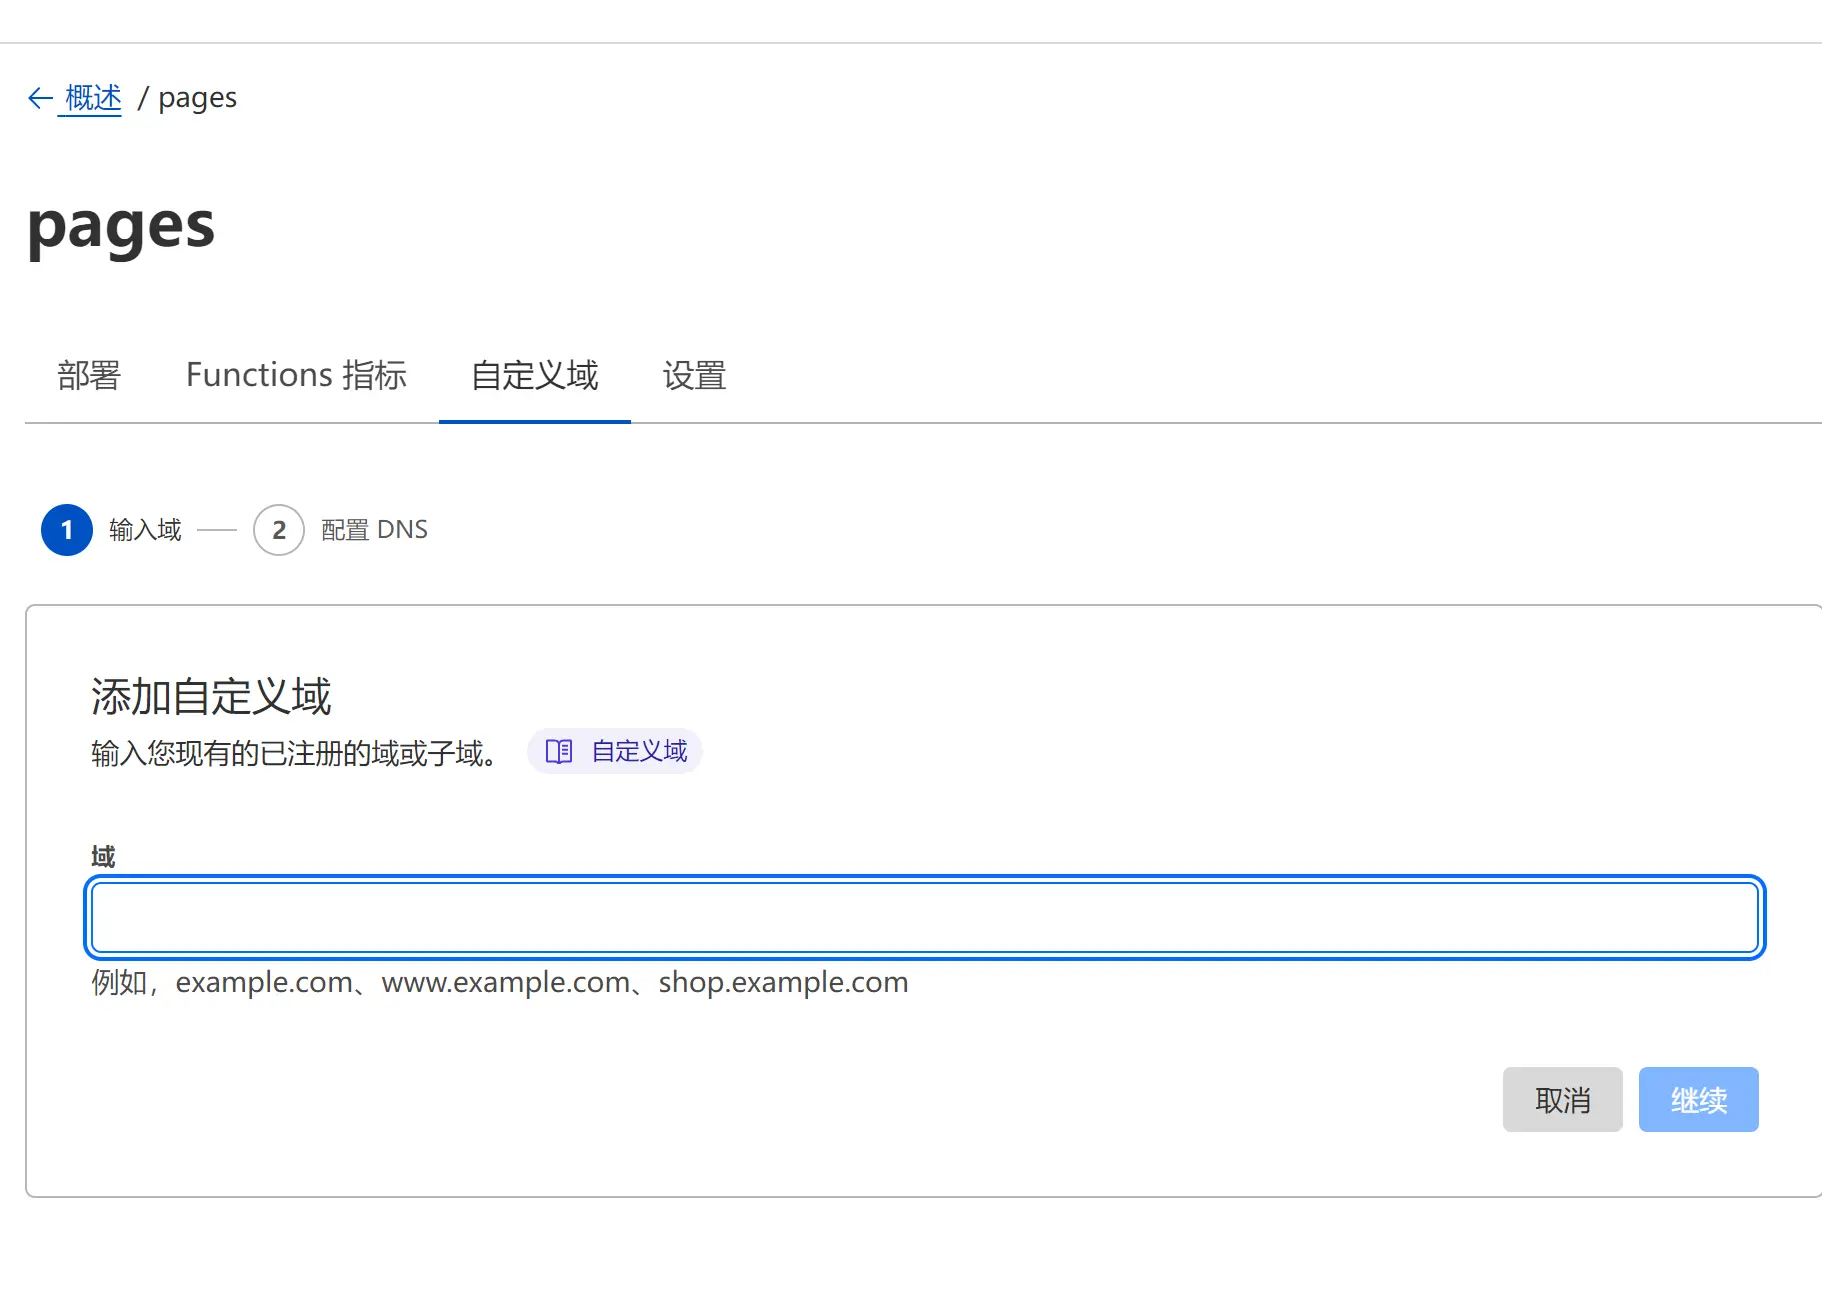 ← 概述 / pages
pages
部署 Functions 指标 自定义域 设置
1 输入域 2 配置 DNS
添加自定义域
输入您现有的已注册的域或子域。 自定义域
域
例如，example.com、www.example.com、shop.example.com
取消 继续